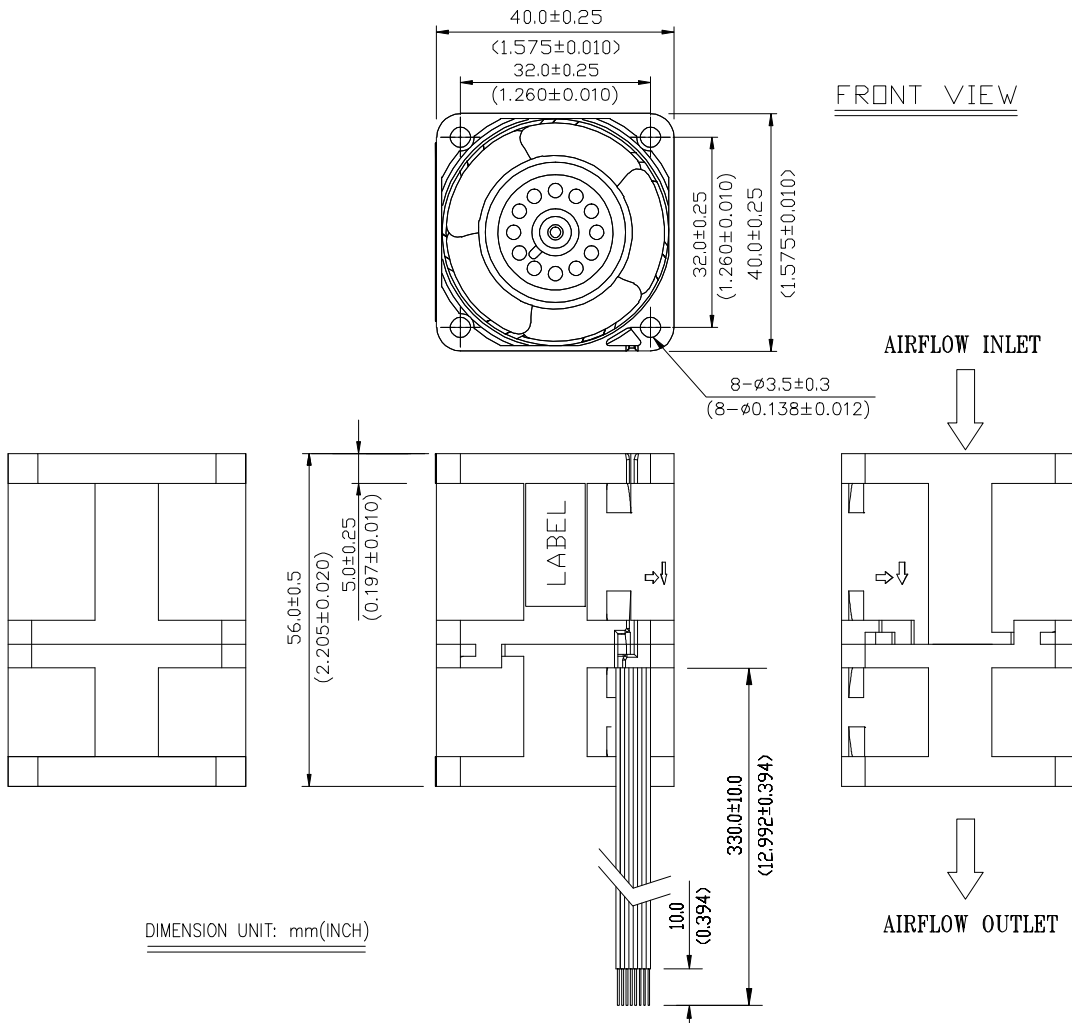 40.0±0.25
(1.575±0.010)
32.0±0.25
(1.260±0.010)
FRONT VIEW
32.0±0.25
(1.260±0.010)
40.0±0.25
(1.575±0.010)
8-ø3.5±0.3
(8-ø0.138±0.012)
AIRFLOW INLET
56.0±0.5
(2.205±0.020)
5.0±0.25
(0.197±0.010)
LABEL
330.0±10.0
(12.992±0.394)
10.0
(0.394)
AIRFLOW OUTLET
DIMENSION UNIT: mm(INCH)